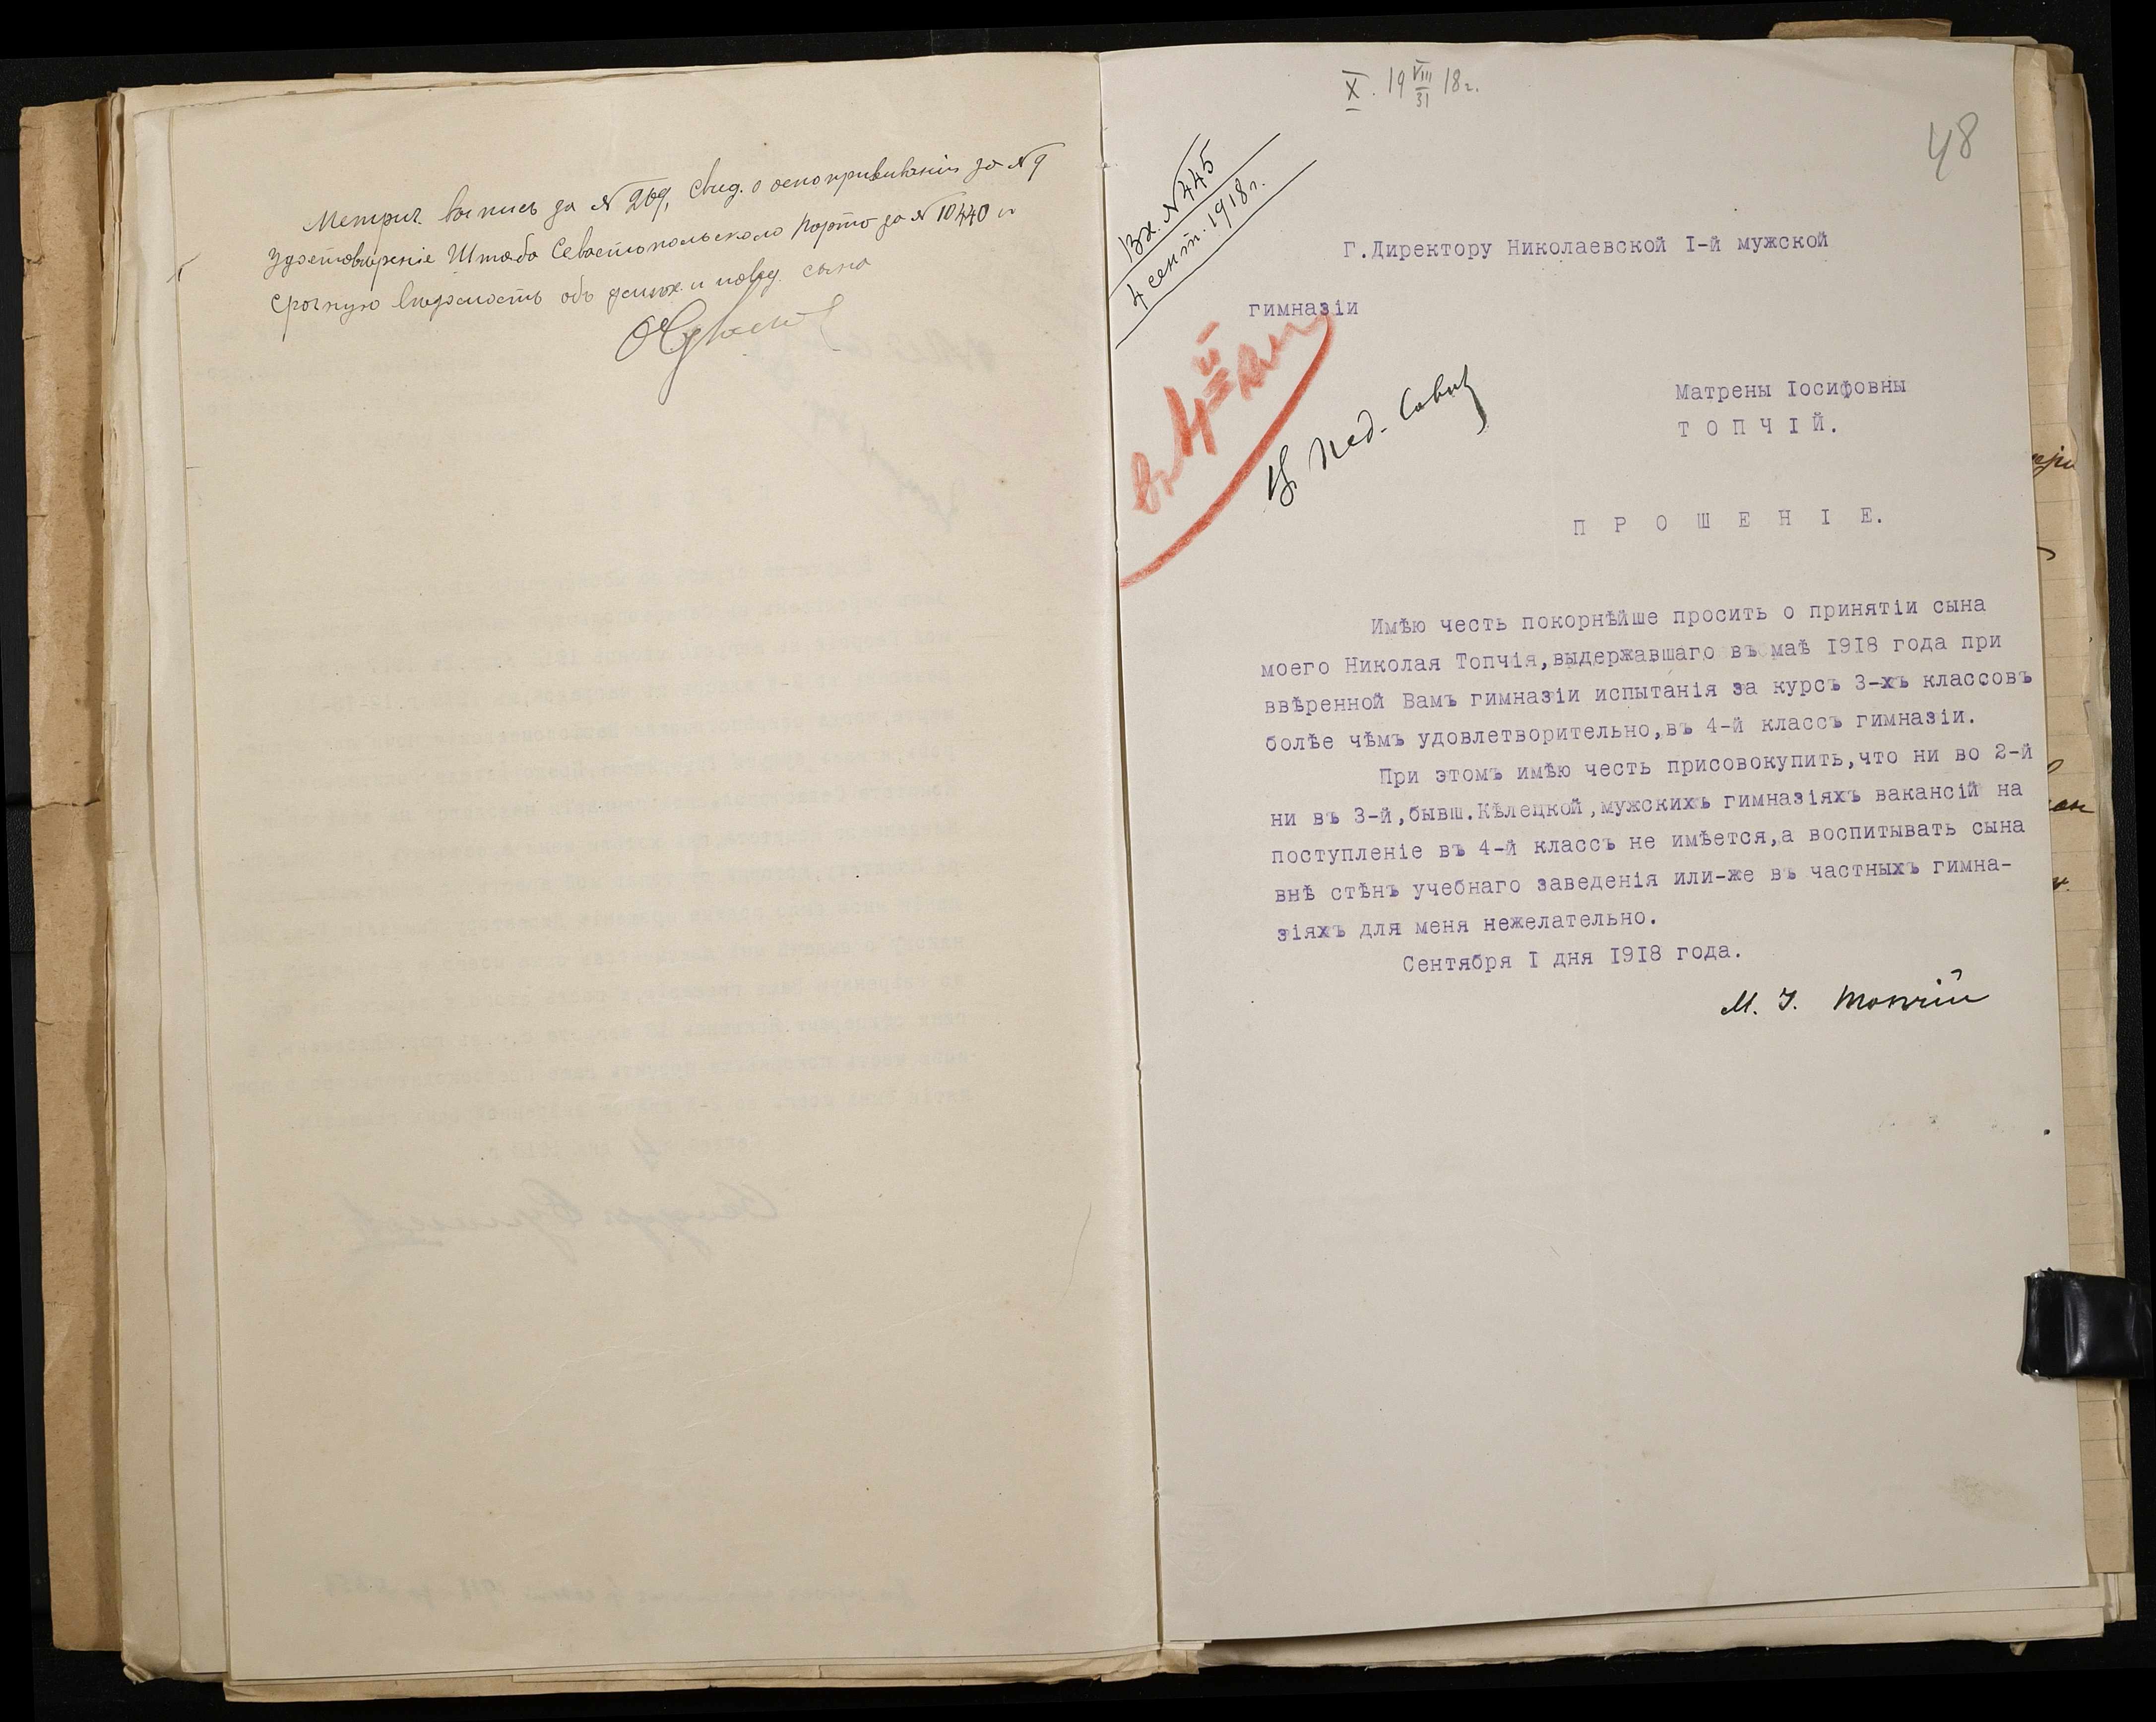 Метрич. выпись за № 269, свид. о оспопрививаніи за № 9
удостовѣреніе Штаба Севастопольскаго порта за № 10440 и
срочную вѣдомость объ успѣх. и повед. сына
X. 19 VIII/31 18г.
48
Вх. № 445
4 сент. 1918г.
Г.Директору Николаевской I-й мужской
гимназіи
въ 4й кл
Въ Пед. Совѣтъ
Матрены Іосифовны
ТОПЧІЙ.
ПРОШЕНІЕ.
Имѣю честь покорнѣйше просить о принятіи сына
моего Николая Топчія,выдержавшаго въ маѣ 1918 года при
ввѣренной Вамъ гимназіи испытанія за курсъ 3-хъ классовъ
болѣе чѣмъ удовлетворительно,въ 4-й классъ гимназіи.
При этомъ имѣю честь присовокупить,что ни во 2-й
ни въ 3-й,бывш.Кѣлецкой,мужскихъ гимназіяхъ вакансій на
поступленіе въ 4-й классъ не имѣется,а воспитывать сына
внѣ стѣнъ учебнаго заведенія или-же въ частныхъ гимна-
зіяхъ для меня нежелательно.
Сентября I дня 1918 года.
М. І. Топчій